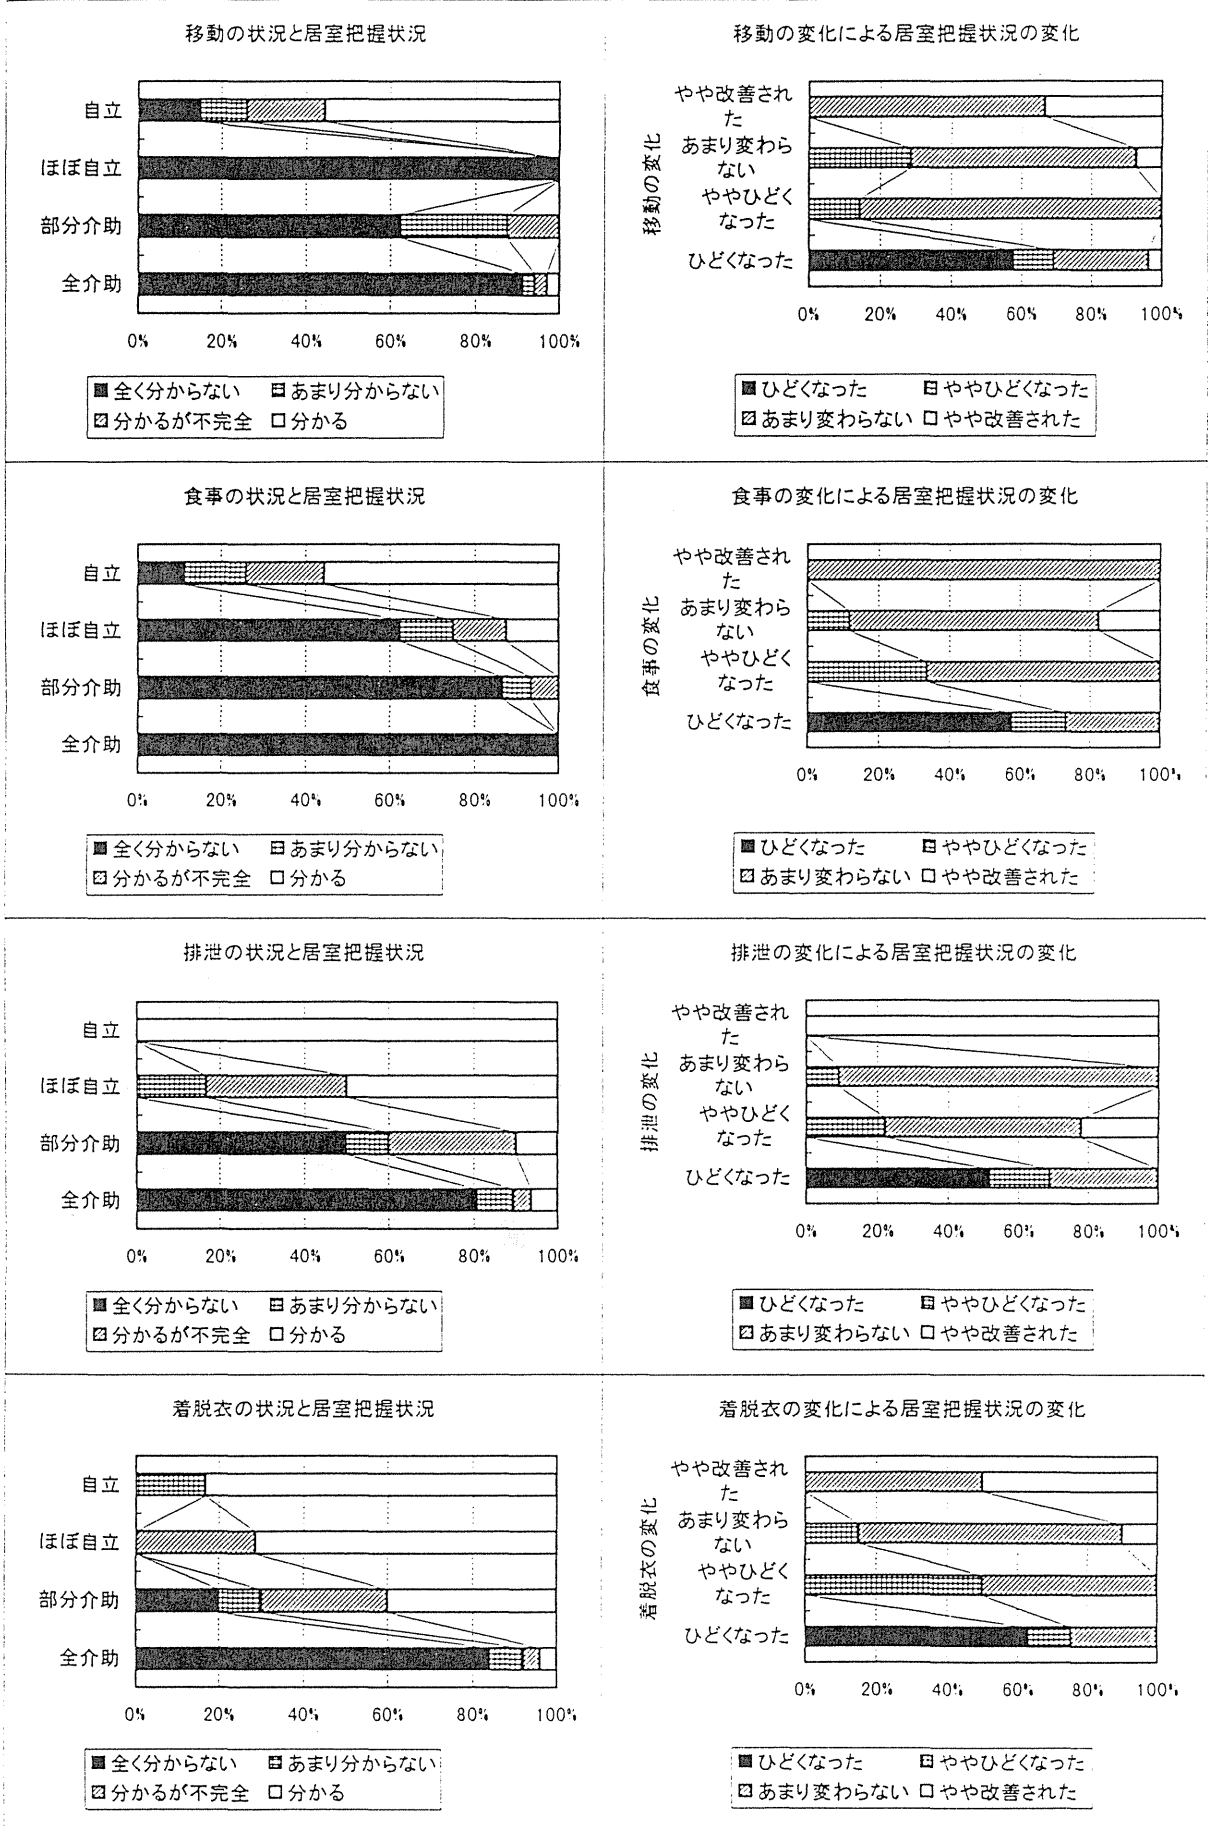 移動の状況と居室把握状況
自立
ほぼ自立
部分介助
全介助
0% 20% 40% 60% 80% 100%
■全く分からない あまり分からない
分かるが不完全 □分かる
移動の変化による居室把握状況の変化
移動の変化
やや改善され
た
あまり変わら
ない
ややひどく
なった
ひどくなった
0% 20% 40% 60% 80% 100%
■ひどくなった ややひどくなった
あまり変わらない □やや改善された
食事の状況と居室把握状況
自立
ほぼ自立
部分介助
全介助
0% 20% 40% 60% 80% 100%
■全く分からない あまり分からない
分かるが不完全 □分かる
食事の変化による居室把握状況の変化
食事の変化
やや改善され
た
あまり変わら
ない
ややひどく
なった
ひどくなった
0% 20% 40% 60% 80% 100%
■ひどくなった ややひどくなった
あまり変わらない □やや改善された
排泄の状況と居室把握状況
自立
ほぼ自立
部分介助
全介助
0% 20% 40% 60% 80% 100%
■全く分からない あまり分からない
分かるが不完全 □分かる
排泄の変化による居室把握状況の変化
排泄の変化
やや改善され
た
あまり変わら
ない
ややひどく
なった
ひどくなった
0% 20% 40% 60% 80% 100%
■ひどくなった ややひどくなった
あまり変わらない □やや改善された
着脱衣の状況と居室把握状況
自立
ほぼ自立
部分介助
全介助
0% 20% 40% 60% 80% 100%
■全く分からない あまり分からない
分かるが不完全 □分かる
着脱衣の変化による居室把握状況の変化
着脱衣の変化
やや改善され
た
あまり変わら
ない
ややひどく
なった
ひどくなった
0% 20% 40% 60% 80% 100%
■ひどくなった ややひどくなった
あまり変わらない □やや改善された